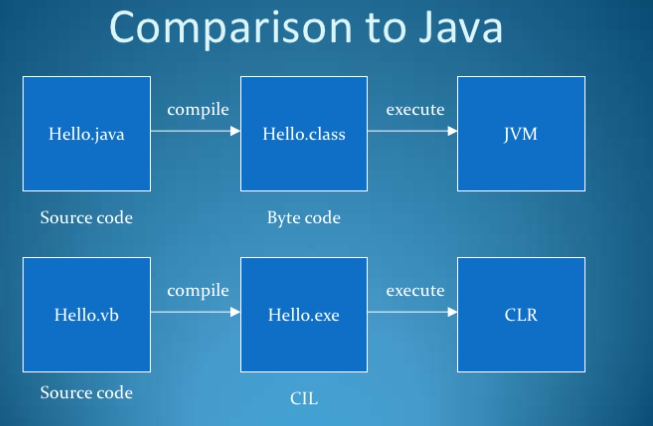 Comparison to Java
compile
execute
Hello.java
Hello.class
JVM
Source code
Byte code
compile
execute
Hello.vb
Hello.exe
CLR
Source code
CIL